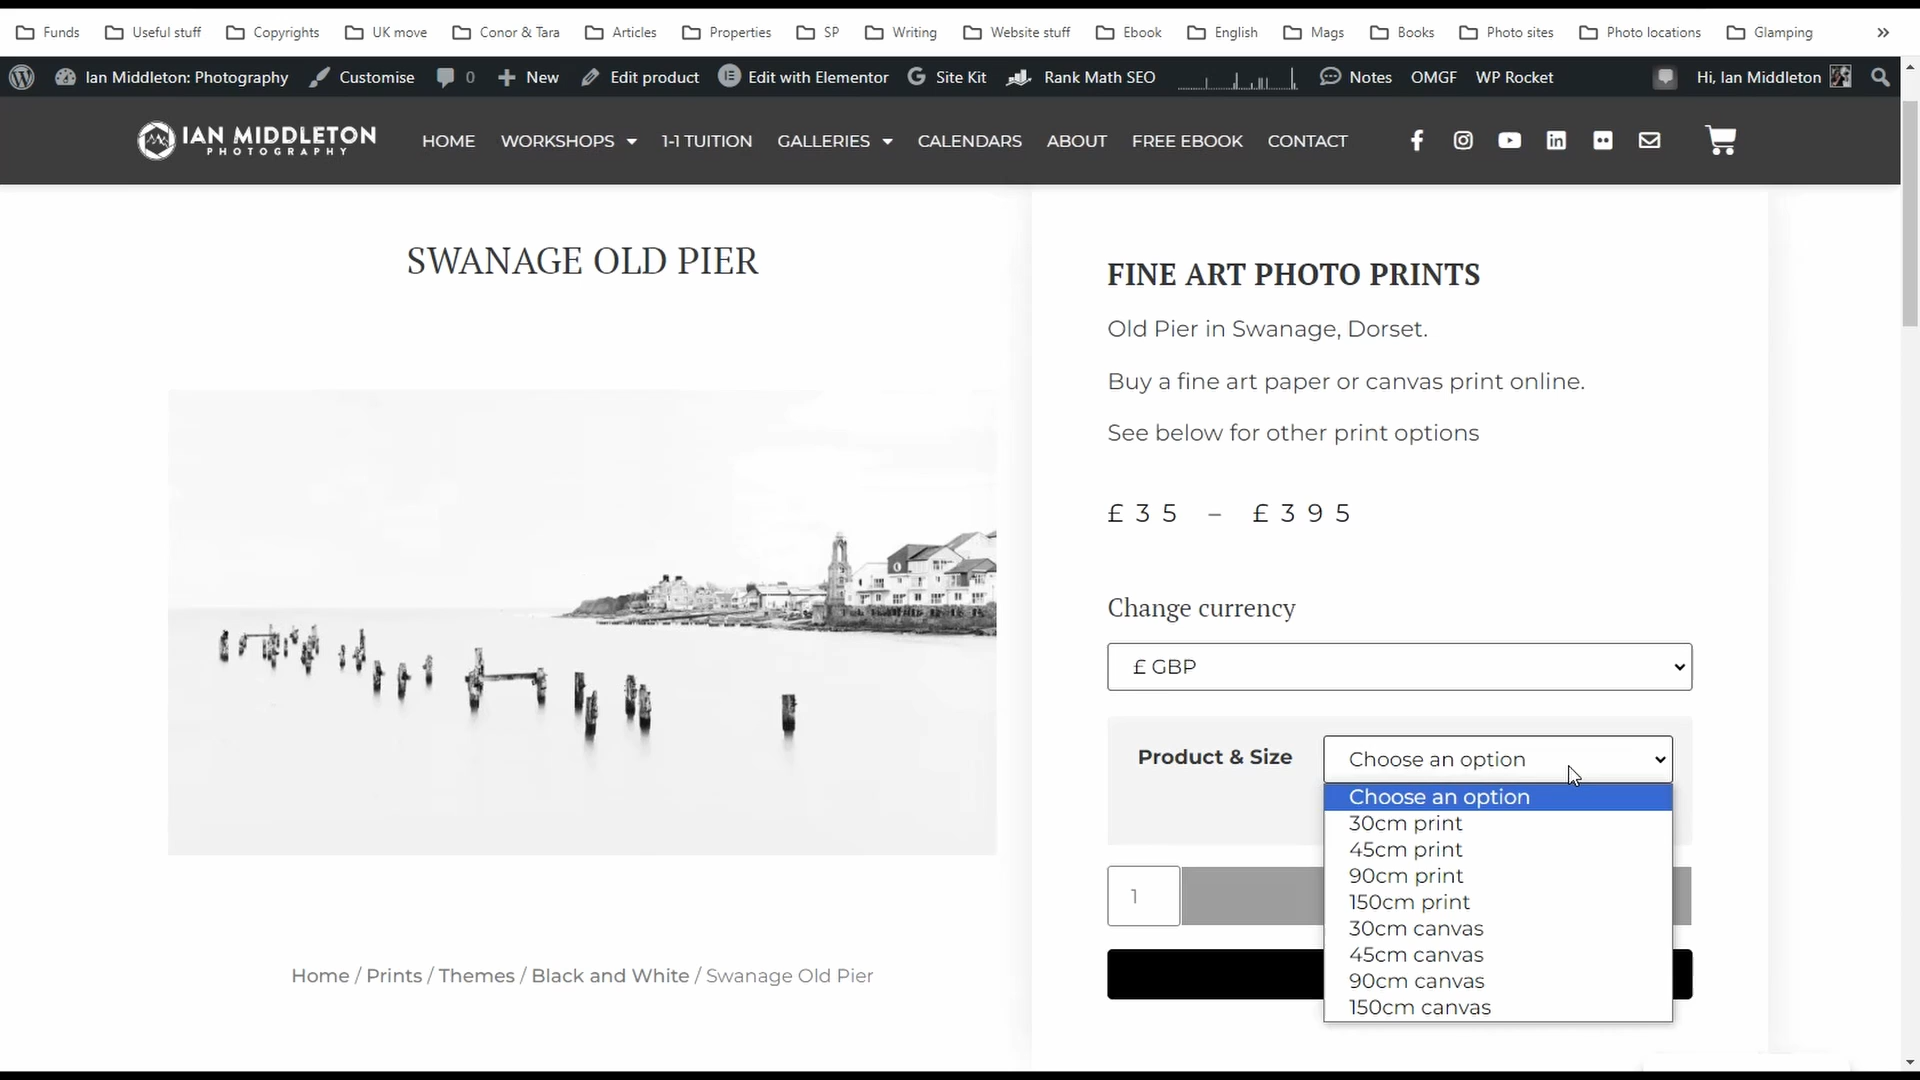 Funds Useful stuff Copyrights UK move Conor & Tara Articles Properties SP Writing Website stuff Ebook English Mags Books Photo sites Photo locations Glamping »
Ian Middleton: Photography Customise 0 New Edit product Edit with Elementor Site Kit Rank Math SEO Notes OMGF WP Rocket Hi, Ian Middleton
IAN MIDDLETON
PHOTOGRAPHY
HOME WORKSHOPS 1-1 TUITION GALLERIES CALENDARS ABOUT FREE EBOOK CONTACT
SWANAGE OLD PIER
FINE ART PHOTO PRINTS
Old Pier in Swanage, Dorset.
Buy a fine art paper or canvas print online.
See below for other print options
£35 – £395
Change currency
£ GBP
Product & Size Choose an option
Choose an option
30cm print
45cm print
90cm print
150cm print
30cm canvas
45cm canvas
90cm canvas
150cm canvas
1
Home / Prints / Themes / Black and White / Swanage Old Pier